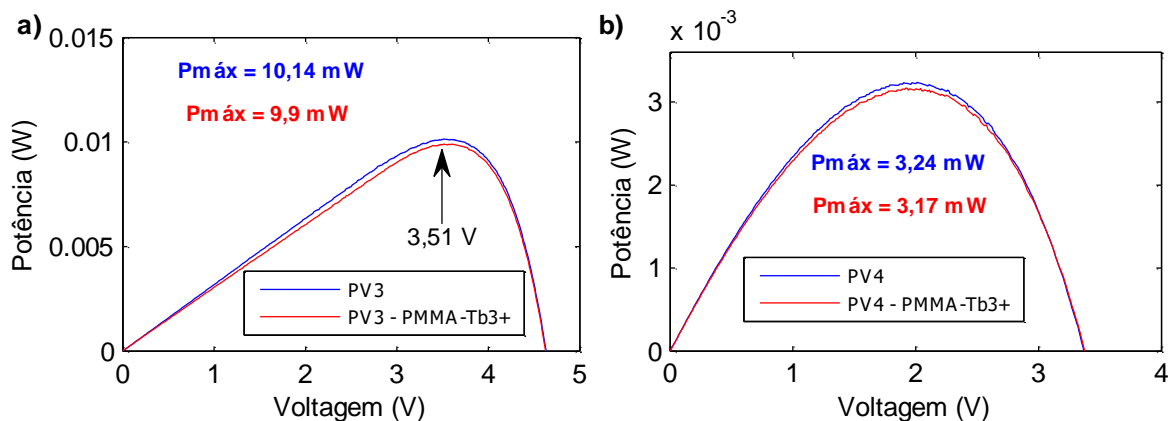 a)
0.015
0.01
0.005
0
Potência (W)
Pmáx = 10,14 mW
Pmáx = 9,9 mW
3,51 V
PV3
PV3 - PMMA-Tb3+
0 1 2 3 4 5
Voltagem (V)
b)
x 10-3
3
2
1
0
Potência (W)
Pmáx = 3,24 mW
Pmáx = 3,17 mW
PV4
PV4 - PMMA-Tb3+
0 1 2 3 4
Voltagem (V)